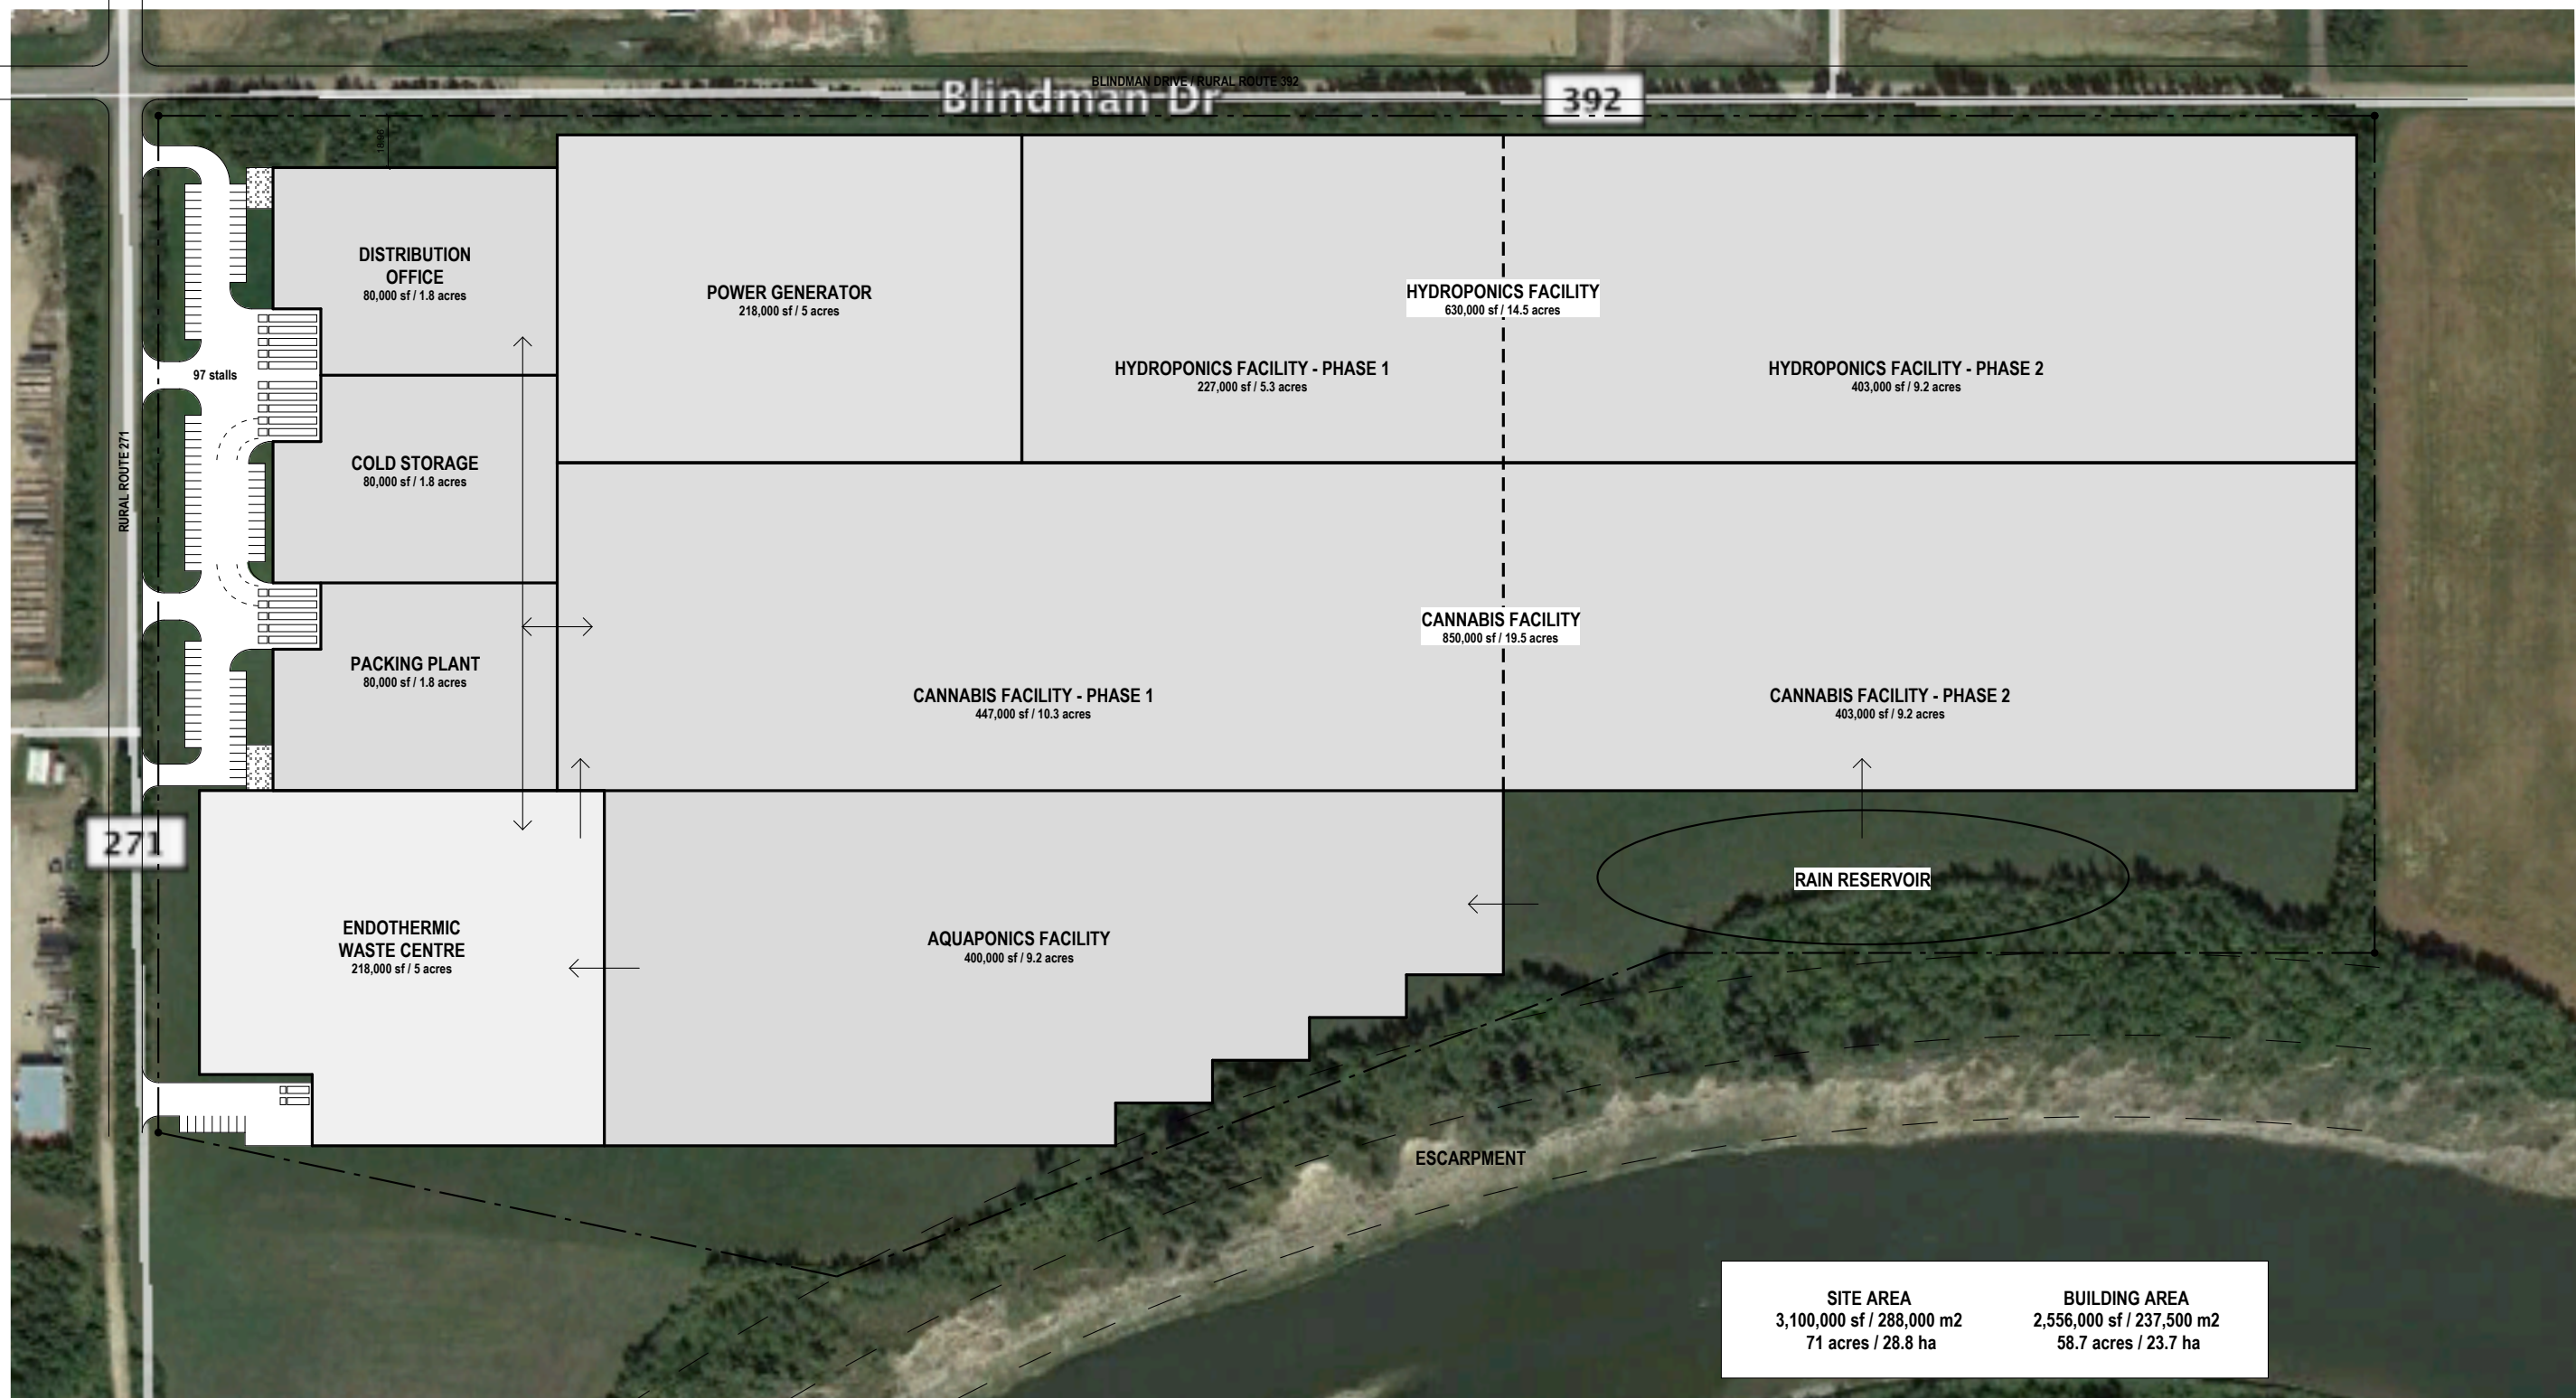 BLINDMAN DRIVE / RURAL ROUTE 392
Blindman Dr
392
DISTRIBUTION
OFFICE
80,000 sf / 1.8 acres
POWER GENERATOR
218,000 sf / 5 acres
HYDROPONICS FACILITY
630,000 sf / 14.5 acres
HYDROPONICS FACILITY - PHASE 1
227,000 sf / 5.3 acres
HYDROPONICS FACILITY - PHASE 2
403,000 sf / 9.2 acres
97 stalls
RURAL ROUTE 271
COLD STORAGE
80,000 sf / 1.8 acres
CANNABIS FACILITY
850,000 sf / 19.5 acres
PACKING PLANT
80,000 sf / 1.8 acres
CANNABIS FACILITY - PHASE 1
447,000 sf / 10.3 acres
CANNABIS FACILITY - PHASE 2
403,000 sf / 9.2 acres
271
RAIN RESERVOIR
ENDOTHERMIC
WASTE CENTRE
218,000 sf / 5 acres
AQUAPONICS FACILITY
400,000 sf / 9.2 acres
ESCARPMENT
SITE AREA
3,100,000 sf / 288,000 m2
71 acres / 28.8 ha
BUILDING AREA
2,556,000 sf / 237,500 m2
58.7 acres / 23.7 ha